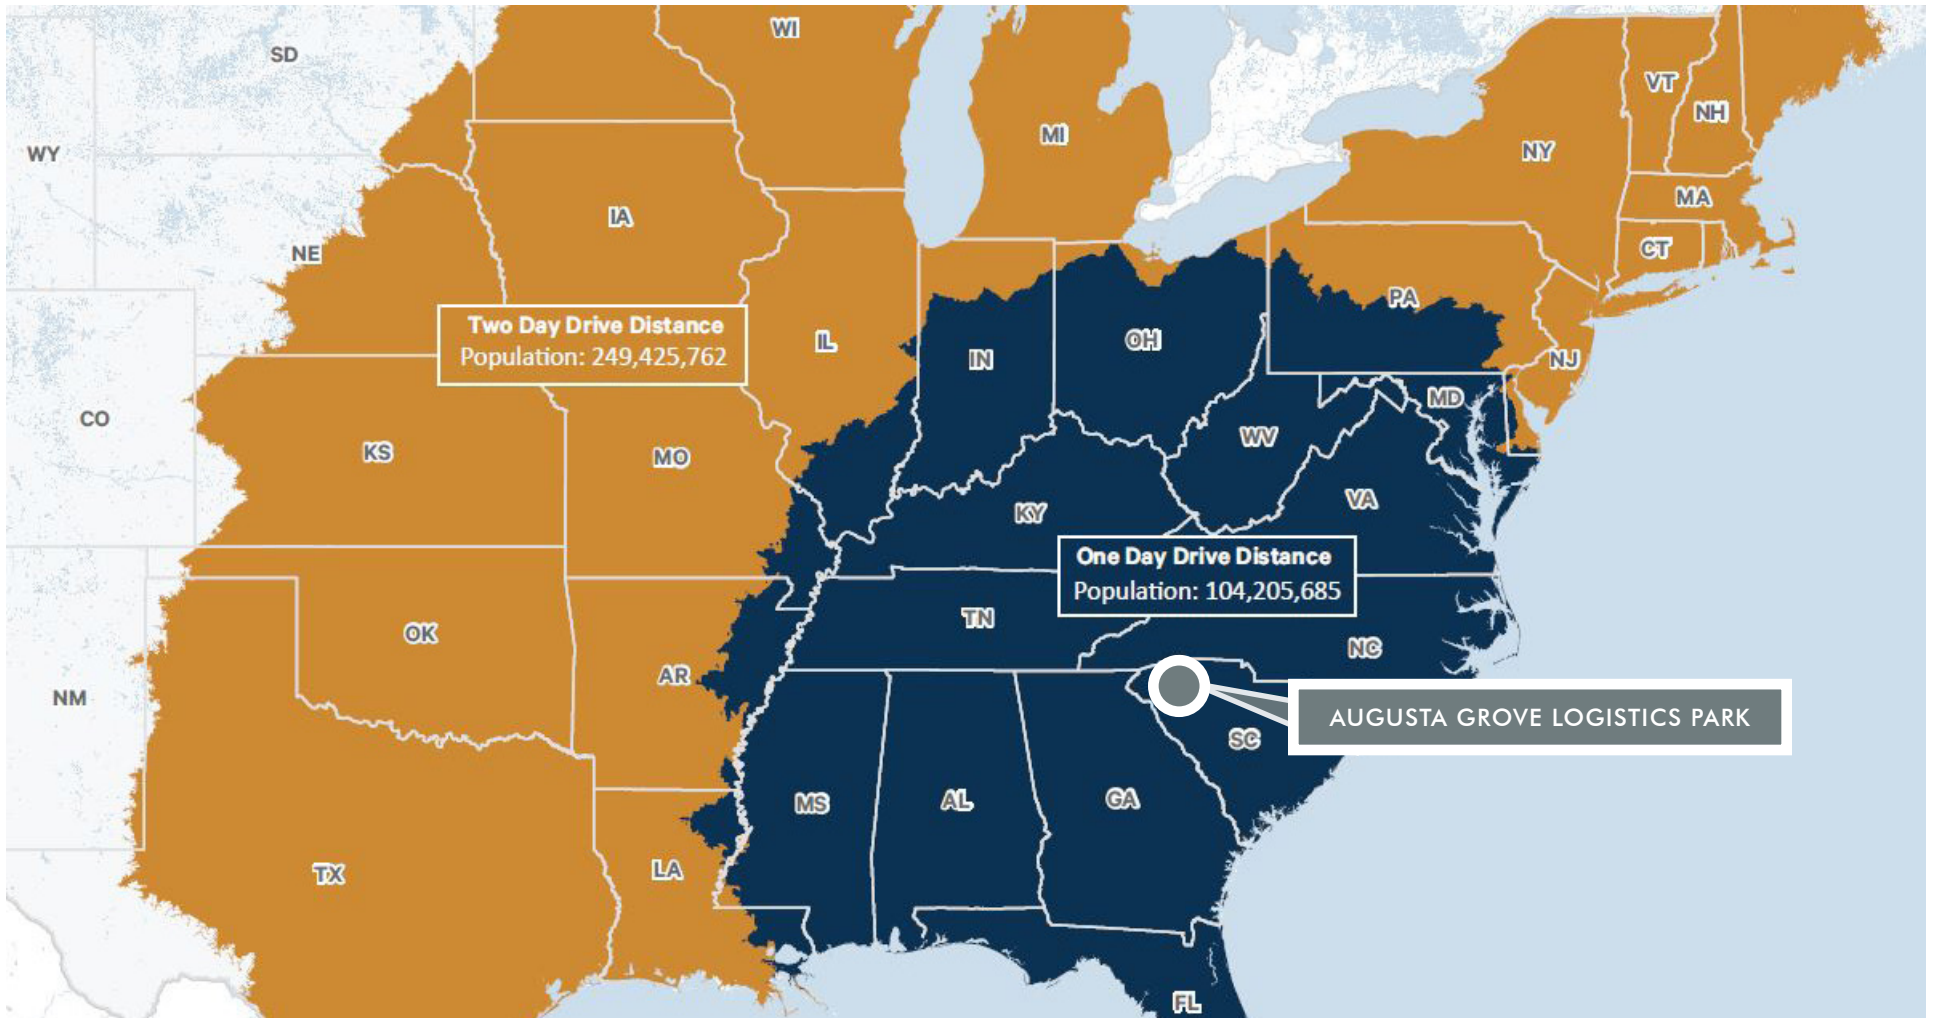 WI
SD
VT
NH
MI
NY
WY
MA
IA
CT
NE
PA
Two Day Drive Distance
Population: 249,425,762
IL
OH
IN
NJ
MD
CO
WV
KS
MO
VA
KY
One Day Drive Distance
Population: 104,205,685
TN
OK
NC
AR
NM
AUGUSTA GROVE LOGISTICS PARK
SC
MS
AL
GA
LA
TX
FL